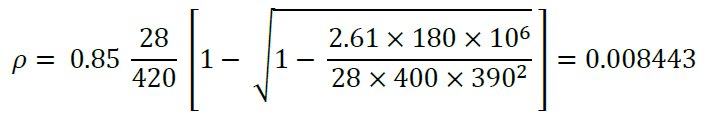 ρ = 0.85 28/420 [1 − √(1 − (2.61 × 180 × 10⁶)/(28 × 400 × 390²))] = 0.008443